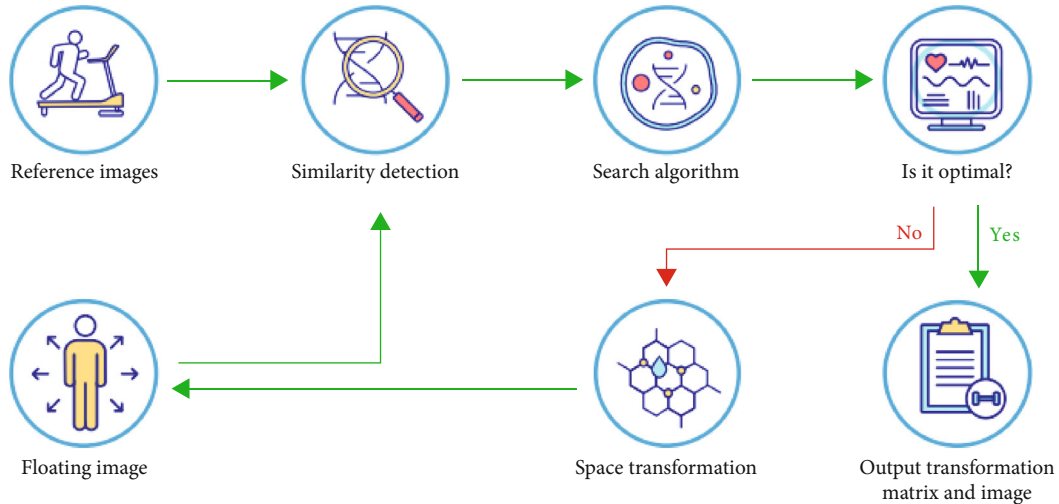 Reference images
Similarity detection
Search algorithm
Is it optimal?
No
Yes
Floating image
Space transformation
Output transformation
matrix and image